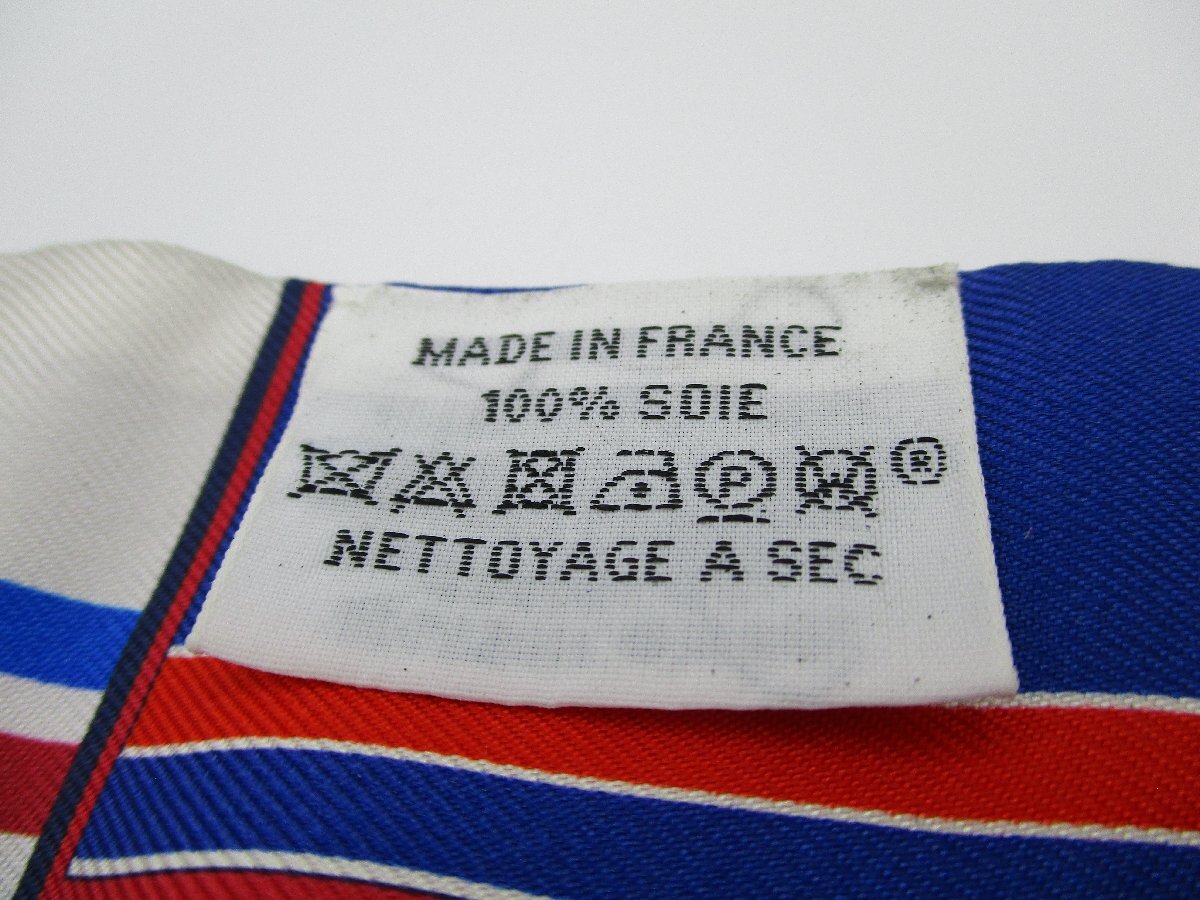 MADE IN FRANCE
100% SOIE
P ®
NETTOYAGE A SEC